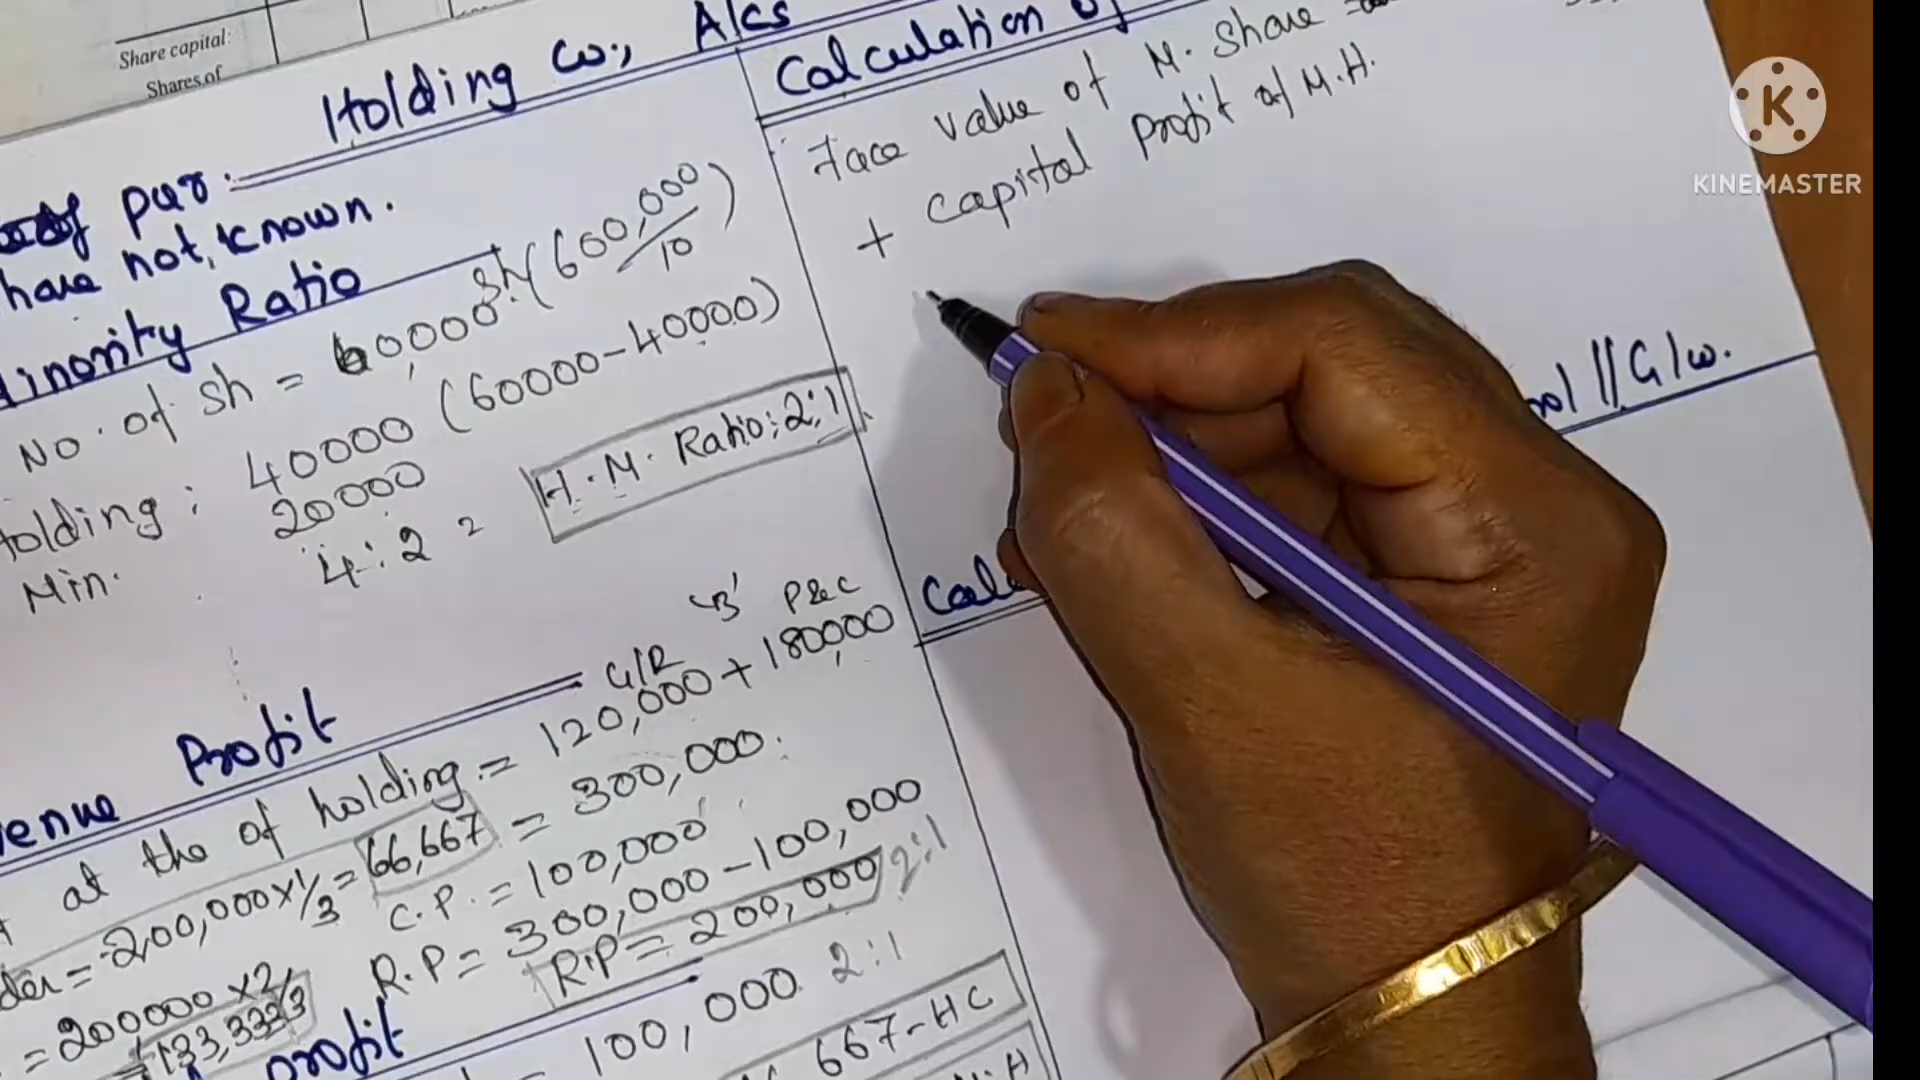 Share capital:
Shares of
Holding co., A/cs
of pur.
have not, known.
Minority Ratio
No. of Sh = 60,000 Sh. (600,000/10)
Holding: 40000 (60000-40000)
Min. 20000
4:2 = H.M. Ratio: 2:1
Revenue Profit
G/R 'B' P&C
at the of holding = 120,000 + 180000
200,000 x 1/3 = 66,667 = 300,000
C.P. = 100,000
= 200000 x 2/3 R.P = 300,000 - 100,000
133,333 R.P = 200,000 2:1
profit
100,000 2:1
667-HC
Calculation of
Face value of M. Share
+ capital Profit of M.H.
+
G/w.